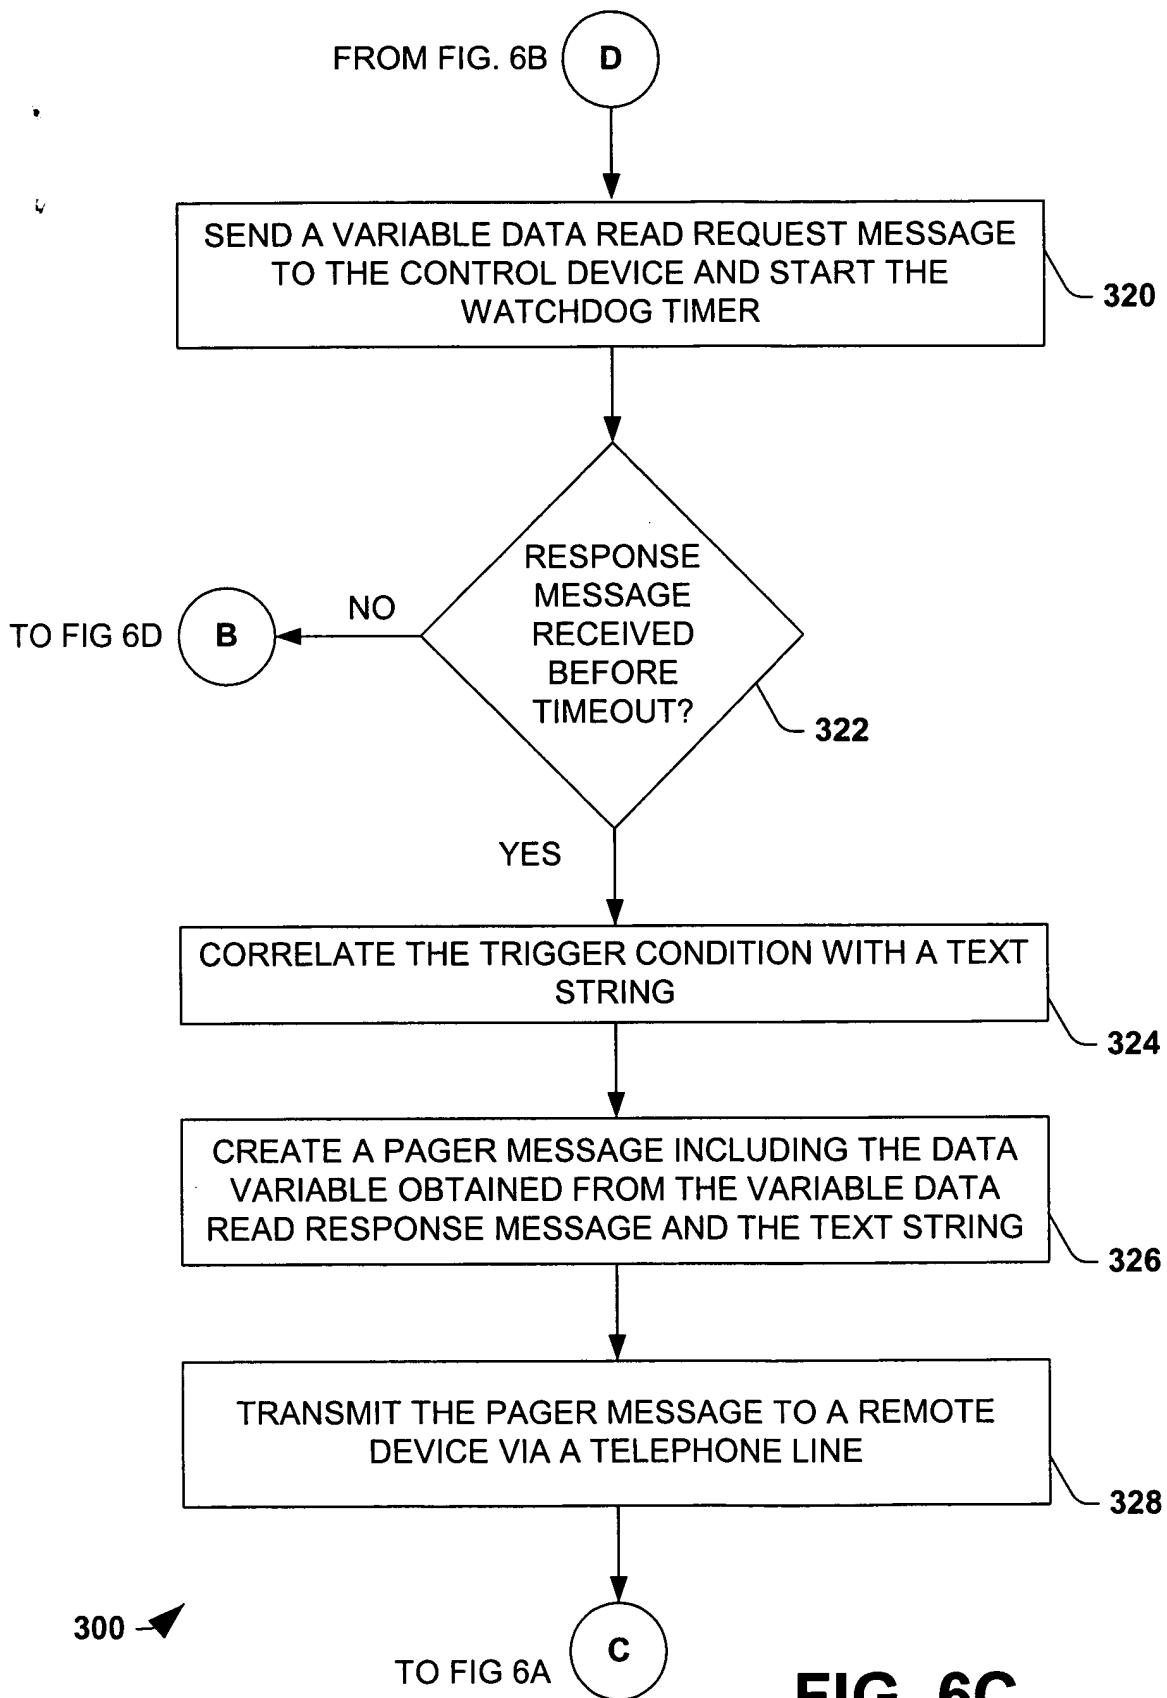 FROM FIG. 6B
D
SEND A VARIABLE DATA READ REQUEST MESSAGE
TO THE CONTROL DEVICE AND START THE
WATCHDOG TIMER
320
RESPONSE
MESSAGE
RECEIVED
BEFORE
TIMEOUT?
NO
TO FIG 6D
B
322
YES
CORRELATE THE TRIGGER CONDITION WITH A TEXT
STRING
324
CREATE A PAGER MESSAGE INCLUDING THE DATA
VARIABLE OBTAINED FROM THE VARIABLE DATA
READ RESPONSE MESSAGE AND THE TEXT STRING
326
TRANSMIT THE PAGER MESSAGE TO A REMOTE
DEVICE VIA A TELEPHONE LINE
328
300
C
TO FIG 6A
FIG. 6C